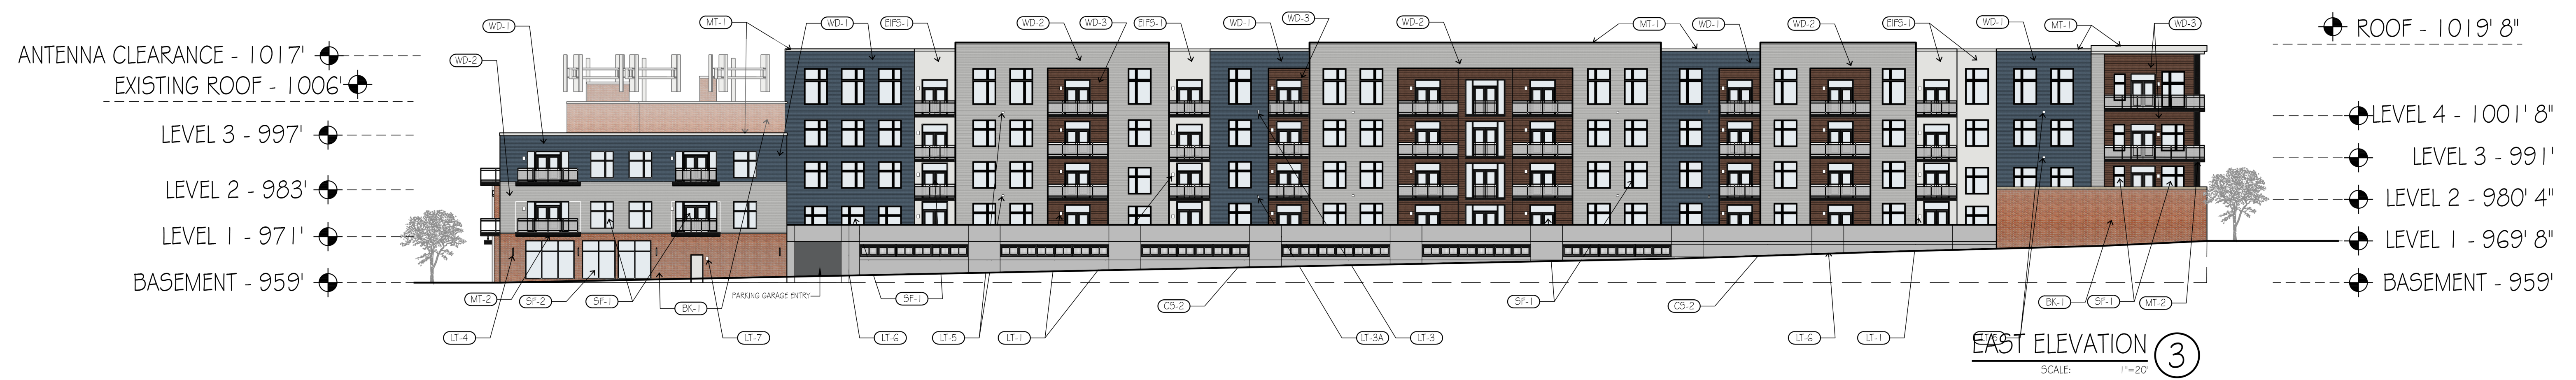 WD-1 MT-1 WD-1 EIFS-1 WD-2 WD-3 EIFS-1 WD-1 WD-3 WD-2 MT-1 WD-1 WD-2 EIFS-1 WD-1 MT-1 WD-3
ROOF - 1019' 8"
ANTENNA CLEARANCE - 1017'
WD-2
EXISTING ROOF - 1006'
LEVEL 4 - 1001' 8"
LEVEL 3 - 997'
LEVEL 3 - 991'
LEVEL 2 - 983'
LEVEL 2 - 980' 4"
LEVEL 1 - 971'
LEVEL 1 - 969' 8"
BASEMENT - 959'
BASEMENT - 959'
MT-2 SF-2 SF-1 BK-1 PARKING GARAGE ENTRY SF-1 CS-2 SF-1 CS-2 BK-1 SF-1 MT-2
LT-4 LT-7 LT-6 LT-5 LT-1 LT-3A LT-3 LT-6 LT-1
EAST ELEVATION 3
SCALE: 1"=20'